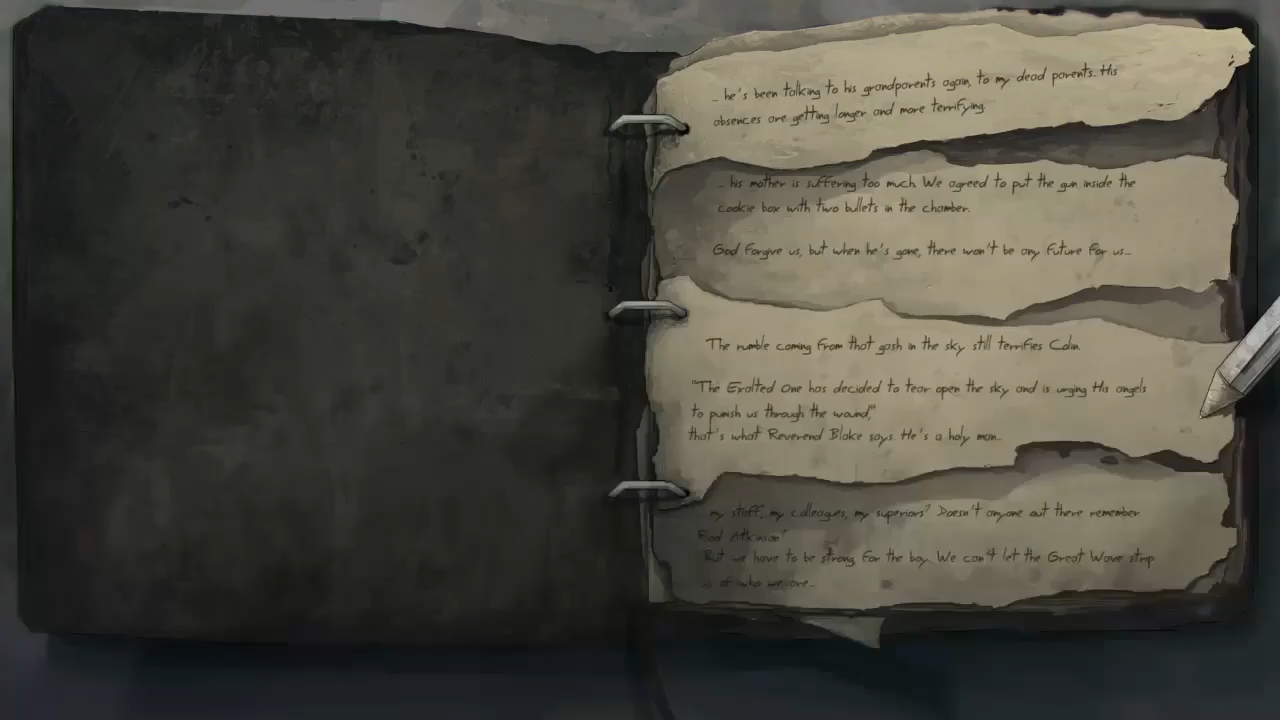 ... he's been talking to his grandparents again, to my dead parents. His
absences are getting longer and more terrifying.
... his mother is suffering too much. We agreed to put the gun inside the
cookie box with two bullets in the chamber.
God forgive us, but when he's gone, there won't be any future for us...
The rumble coming from that gash in the sky still terrifies Colin.
"The Exalted One has decided to tear open the sky and is urging His angels
to punish us through the wound,"
that's what Reverend Blake says. He's a holy man...
my staff, my colleagues, my superiors? Doesn't anyone out there remember
Rod Atkinson?
But we have to be strong for the boy. We can't let the Great Wave strip
us of who we are...